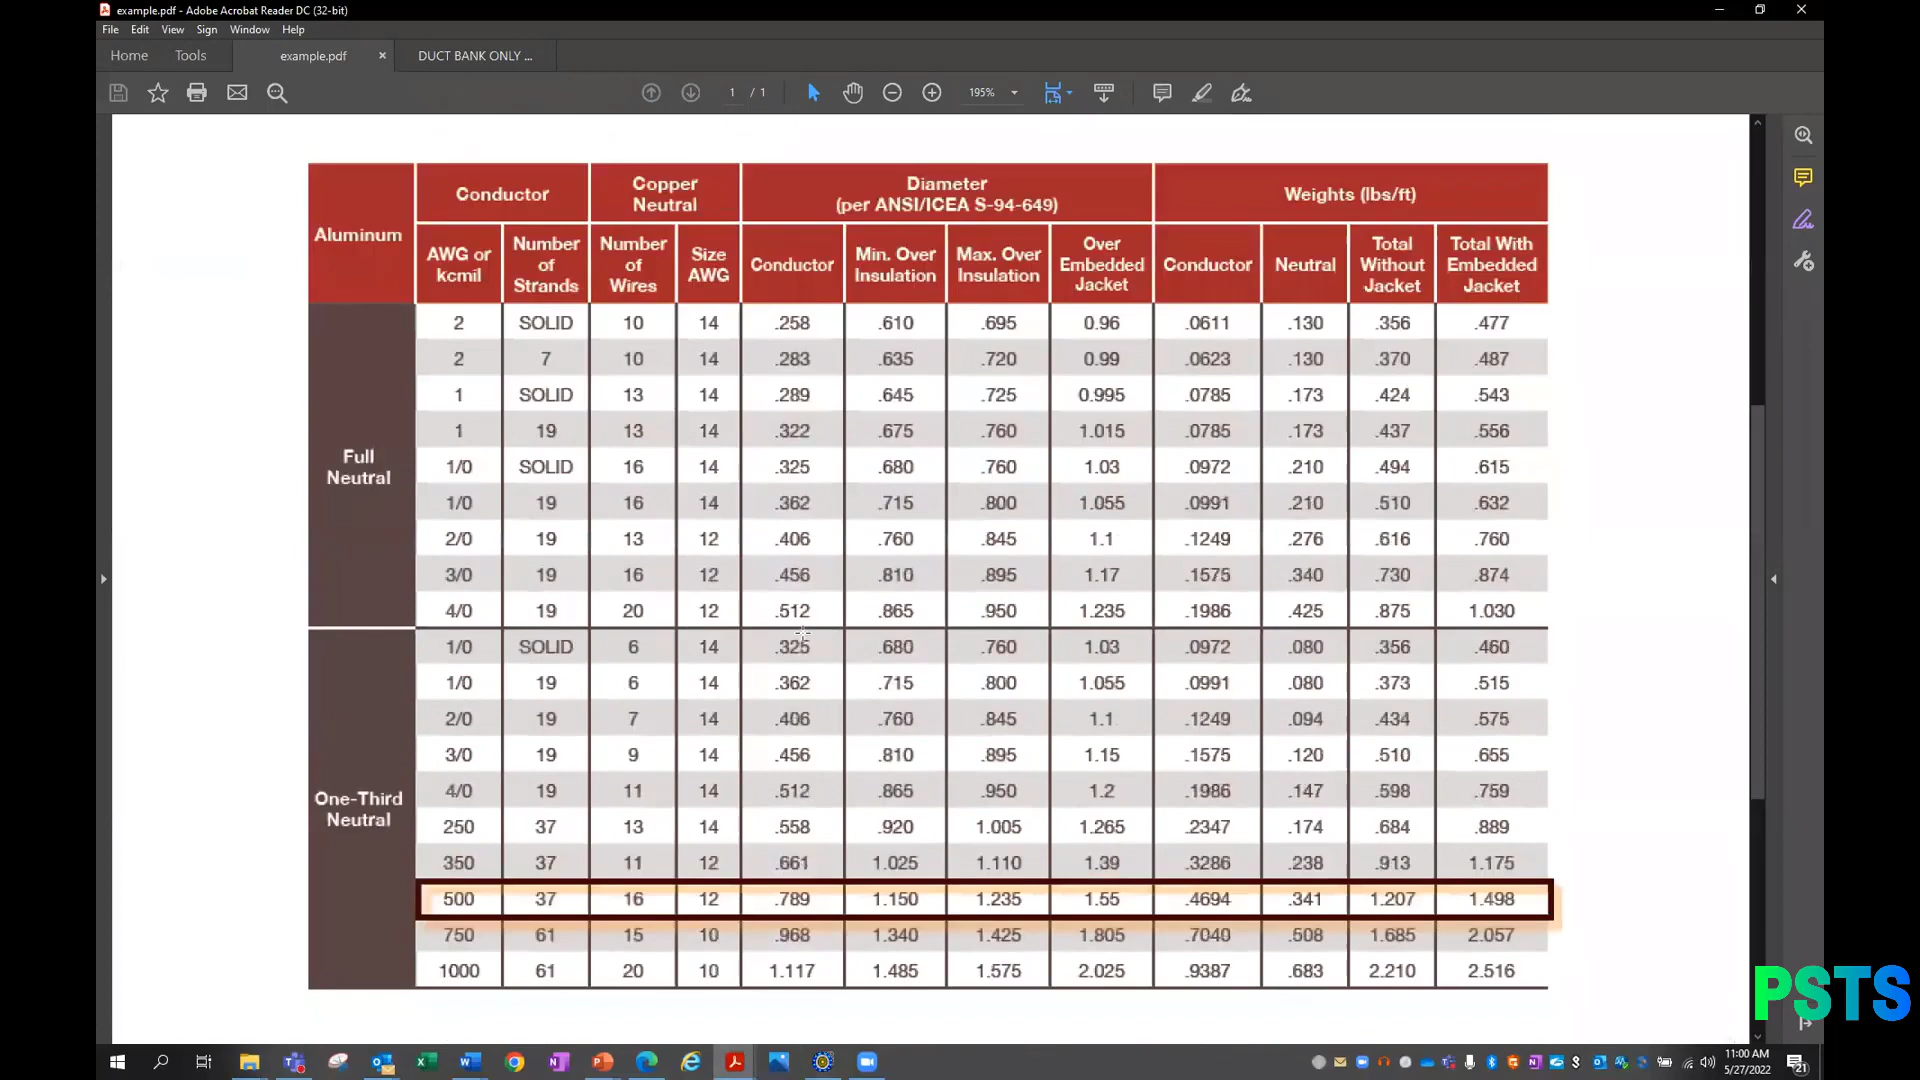 example.pdf - Adobe Acrobat Reader DC (32-bit)
File Edit View Sign Window Help
Home Tools example.pdf DUCT BANK ONLY ...
1 / 1 195%
Aluminum Conductor Copper Neutral Diameter (per ANSI/ICEA S-94-649) Weights (lbs/ft)
AWG or kcmil Number of Strands Number of Wires Size AWG Conductor Min. Over Insulation Max. Over Insulation Over Embedded Jacket Conductor Neutral Total Without Jacket Total With Embedded Jacket
Full Neutral
2 SOLID 10 14 .258 .610 .695 0.96 .0611 .130 .356 .477
2 7 10 14 .283 .635 .720 0.99 .0623 .130 .370 .487
1 SOLID 13 14 .289 .645 .725 0.995 .0785 .173 .424 .543
1 19 13 14 .322 .675 .760 1.015 .0785 .173 .437 .556
1/0 SOLID 16 14 .325 .680 .760 1.03 .0972 .210 .494 .615
1/0 19 16 14 .362 .715 .800 1.055 .0991 .210 .510 .632
2/0 19 13 12 .406 .760 .845 1.1 .1249 .276 .616 .760
3/0 19 16 12 .456 .810 .895 1.17 .1575 .340 .730 .874
4/0 19 20 12 .512 .865 .950 1.235 .1986 .425 .875 1.030
One-Third Neutral
1/0 SOLID 6 14 .325 .680 .760 1.03 .0972 .080 .356 .460
1/0 19 6 14 .362 .715 .800 1.055 .0991 .080 .373 .515
2/0 19 7 14 .406 .760 .845 1.1 .1249 .094 .434 .575
3/0 19 9 14 .456 .810 .895 1.15 .1575 .120 .510 .655
4/0 19 11 14 .512 .865 .950 1.2 .1986 .147 .598 .759
250 37 13 14 .558 .920 1.005 1.265 .2347 .174 .684 .889
350 37 11 12 .661 1.025 1.110 1.39 .3286 .238 .913 1.175
500 37 16 12 .789 1.150 1.235 1.55 .4694 .341 1.207 1.498
750 61 15 10 .968 1.340 1.425 1.805 .7040 .508 1.685 2.057
1000 61 20 10 1.117 1.485 1.575 2.025 .9387 .683 2.210 2.516
PSTS
11:00 AM
5/27/2022
21